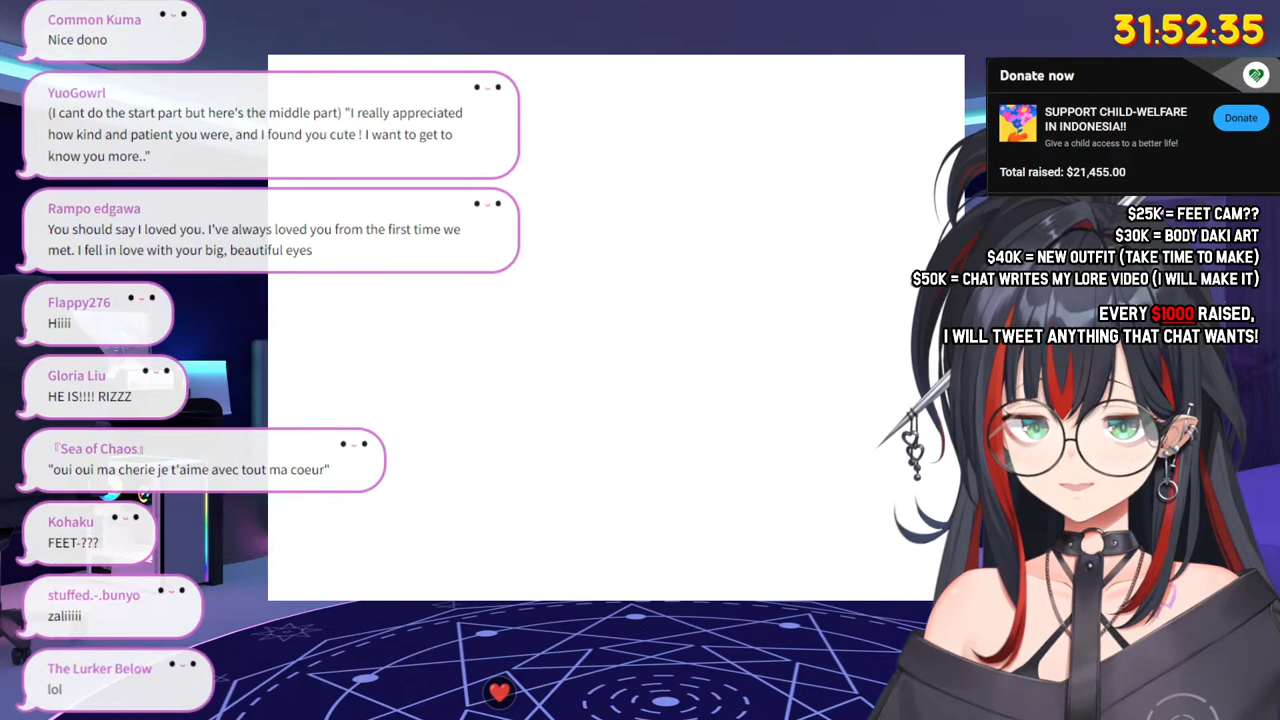 Common Kuma
Nice dono
YuoGowrl
(I cant do the start part but here's the middle part) "I really appreciated
how kind and patient you were, and I found you cute ! I want to get to
know you more.."
Rampo edgawa
You should say I loved you. I've always loved you from the first time we
met. I fell in love with your big, beautiful eyes
Flappy276
Hiiii
Gloria Liu
HE IS!!!! RIZZZ
『Sea of Chaos』
"oui oui ma cherie je t'aime avec tout ma coeur"
Kohaku
FEET-???
stuffed.-.bunyo
zaliiiii
The Lurker Below
lol
31:52:35
Donate now
SUPPORT CHILD-WELFARE
IN INDONESIA!!
Give a child access to a better life!
Donate
Total raised: $21,455.00
$25K = FEET CAM??
$30K = BODY DAKI ART
$40K = NEW OUTFIT (TAKE TIME TO MAKE)
$50K = CHAT WRITES MY LORE VIDEO (I WILL MAKE IT)
EVERY $1000 RAISED,
I WILL TWEET ANYTHING THAT CHAT WANTS!